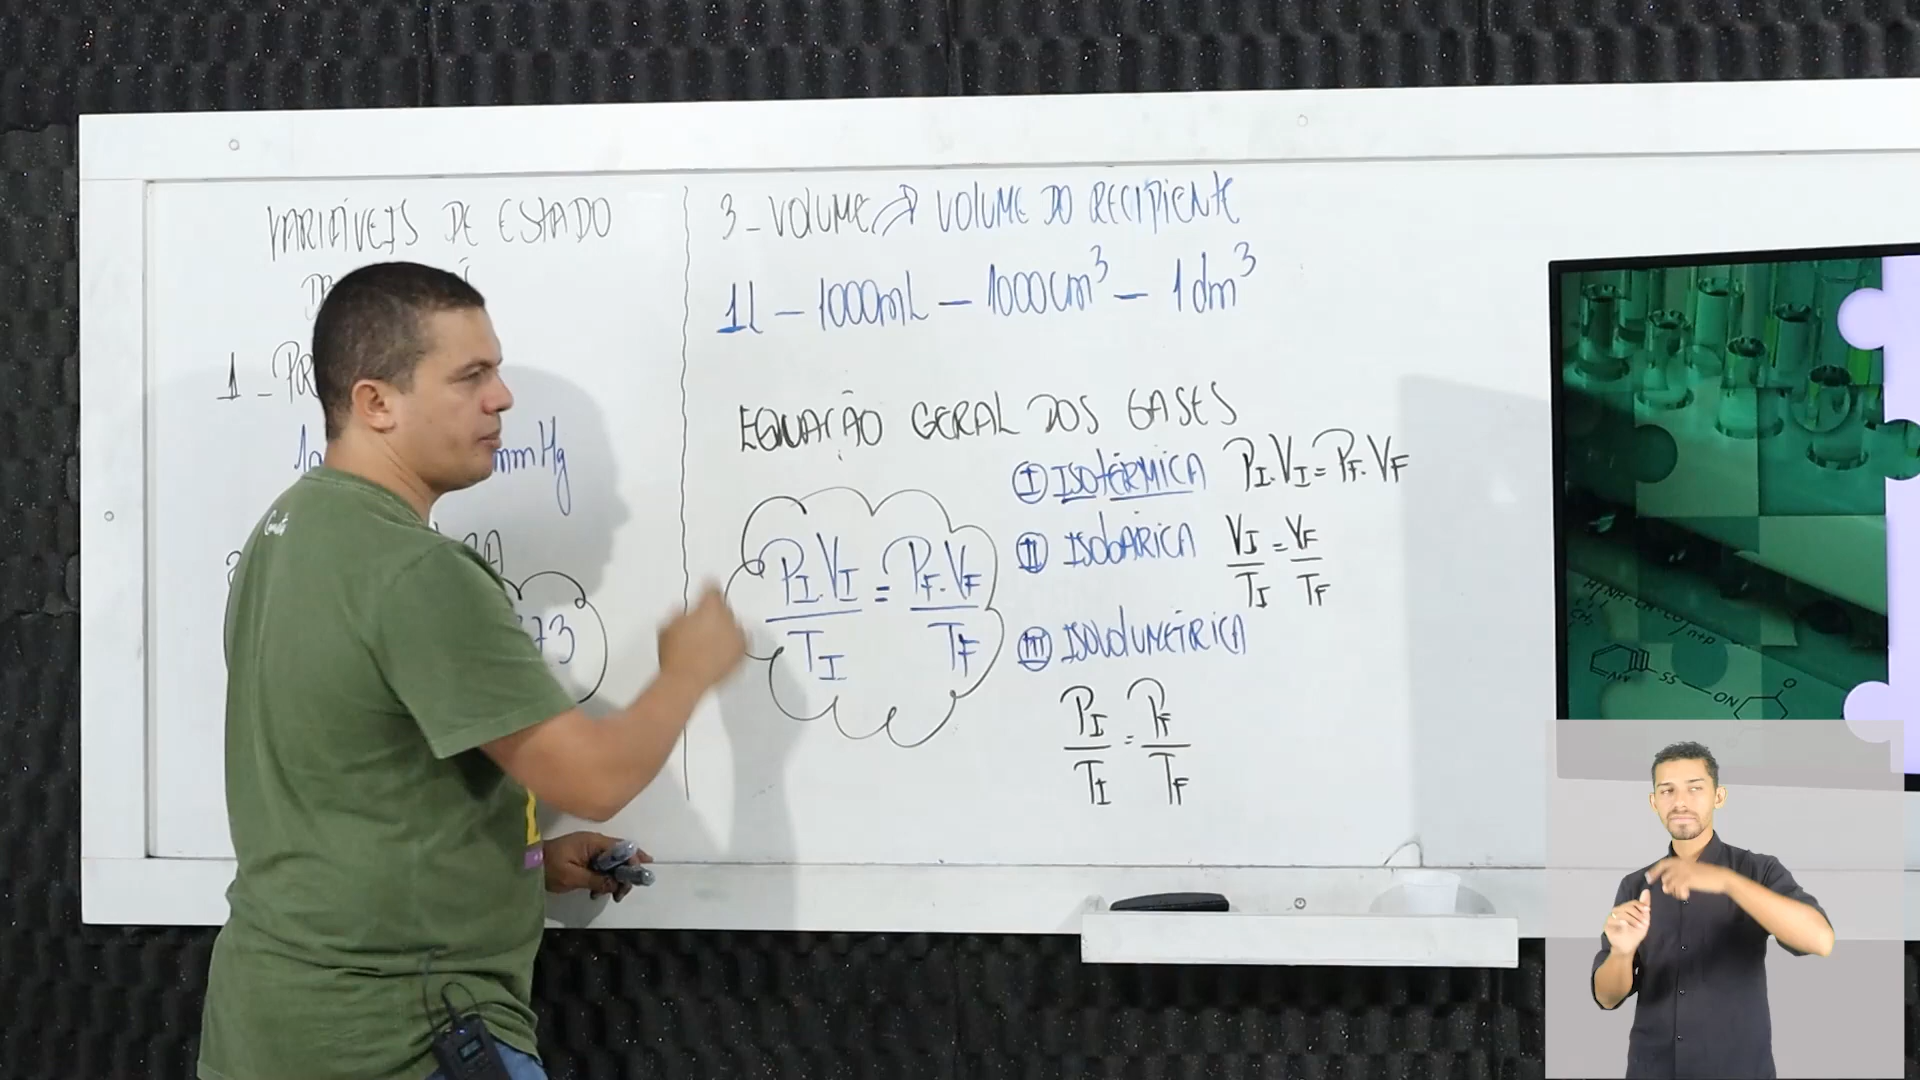 VARIÁVEIS DE ESTADO
1 -
mmHg
73
3 - VOLUME → VOLUME DO RECIPIENTE
1L - 1000mL - 1000cm³ - 1dm³
EQUAÇÃO GERAL DOS GASES
PI.VI/TI = PF.VF/TF
I ISOTÉRMICA PI.VI = PF.VF
II ISOBÁRICA VI/TI = VF/TF
III ISOVOLUMÉTRICA
PI/TI = PF/TF